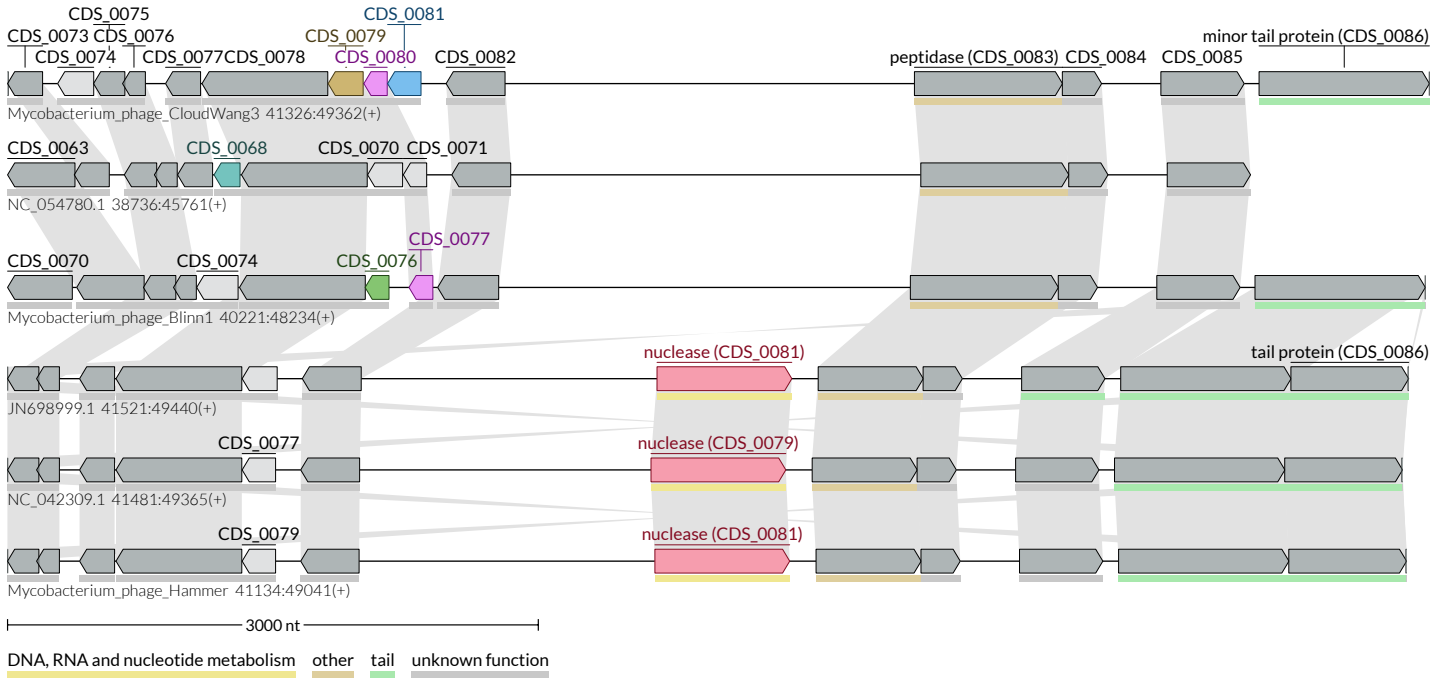 CDS_0075 CDS_0081
CDS_0073 CDS_0076 CDS_0079 minor tail protein (CDS_0086)
CDS_0074 CDS_0077 CDS_0078 CDS_0080 CDS_0082 peptidase (CDS_0083) CDS_0084 CDS_0085
Mycobacterium_phage_CloudWang3 41326:49362(+)
CDS_0063 CDS_0068 CDS_0070 CDS_0071
NC_054780.1 38736:45761(+)
CDS_0077
CDS_0070 CDS_0074 CDS_0076
Mycobacterium_phage_Blinn1 40221:48234(+)
nuclease (CDS_0081) tail protein (CDS_0086)
JN698999.1 41521:49440(+)
CDS_0077 nuclease (CDS_0079)
NC_042309.1 41481:49365(+)
CDS_0079 nuclease (CDS_0081)
Mycobacterium_phage_Hammer 41134:49041(+)
3000 nt
DNA, RNA and nucleotide metabolism other tail unknown function